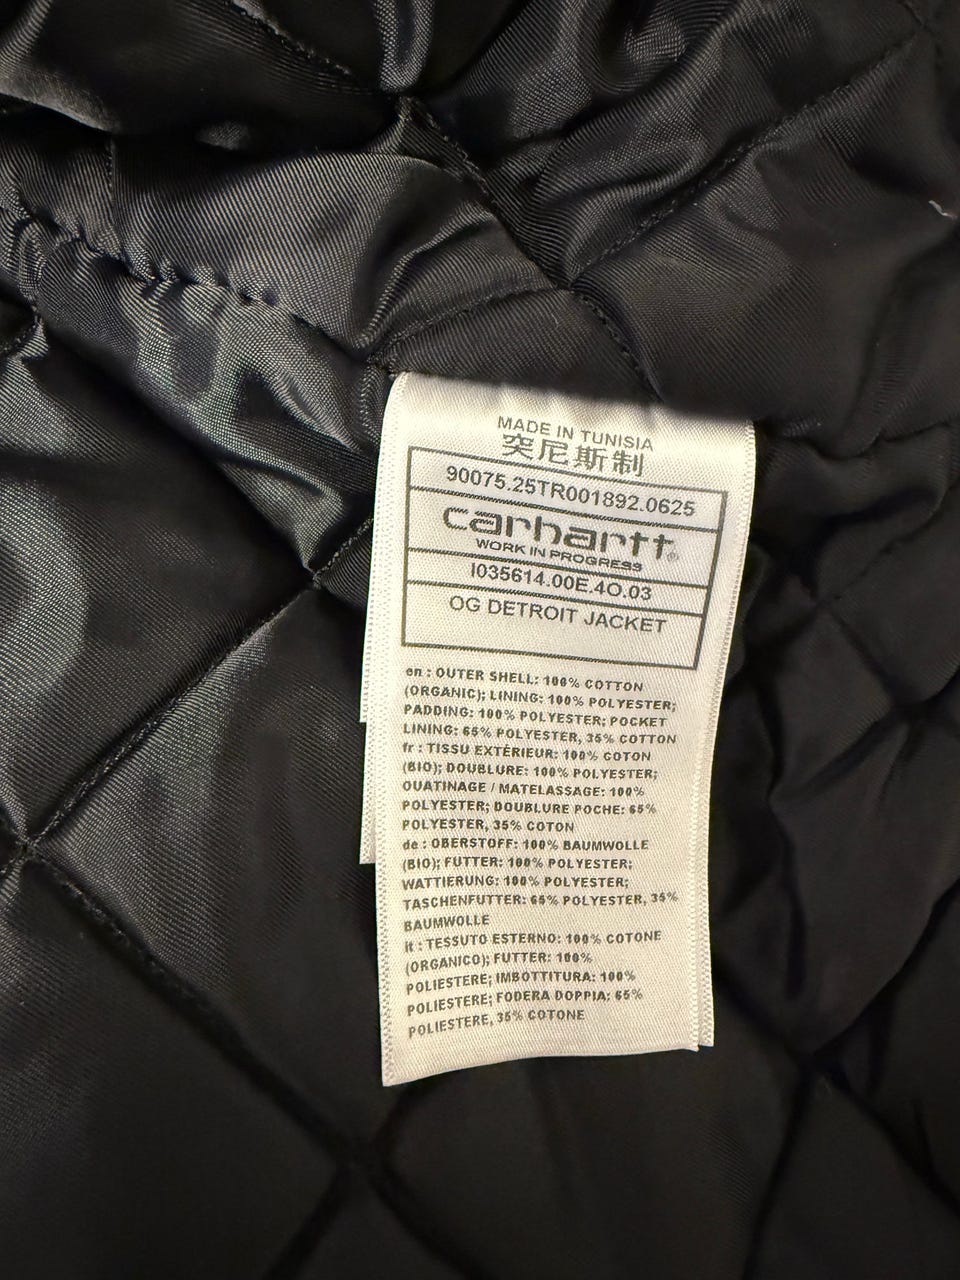 MADE IN TUNISIA
突尼斯制
90075.25TR001892.0625
carhartt®
WORK IN PROGRESS
I035614.00E.4O.03
OG DETROIT JACKET
en : OUTER SHELL: 100% COTTON
(ORGANIC); LINING: 100% POLYESTER;
PADDING: 100% POLYESTER; POCKET
LINING: 65% POLYESTER, 35% COTTON
fr : TISSU EXTÉRIEUR: 100% COTON
(BIO); DOUBLURE: 100% POLYESTER;
OUATINAGE / MATELASSAGE: 100%
POLYESTER; DOUBLURE POCHE: 65%
POLYESTER, 35% COTON
de : OBERSTOFF: 100% BAUMWOLLE
(BIO); FUTTER: 100% POLYESTER;
WATTIERUNG: 100% POLYESTER;
TASCHENFUTTER: 65% POLYESTER, 35%
BAUMWOLLE
it : TESSUTO ESTERNO: 100% COTONE
(ORGANICO); FUTTER: 100%
POLIESTERE; IMBOTTITURA: 100%
POLIESTERE; FODERA DOPPIA: 65%
POLIESTERE, 35% COTONE